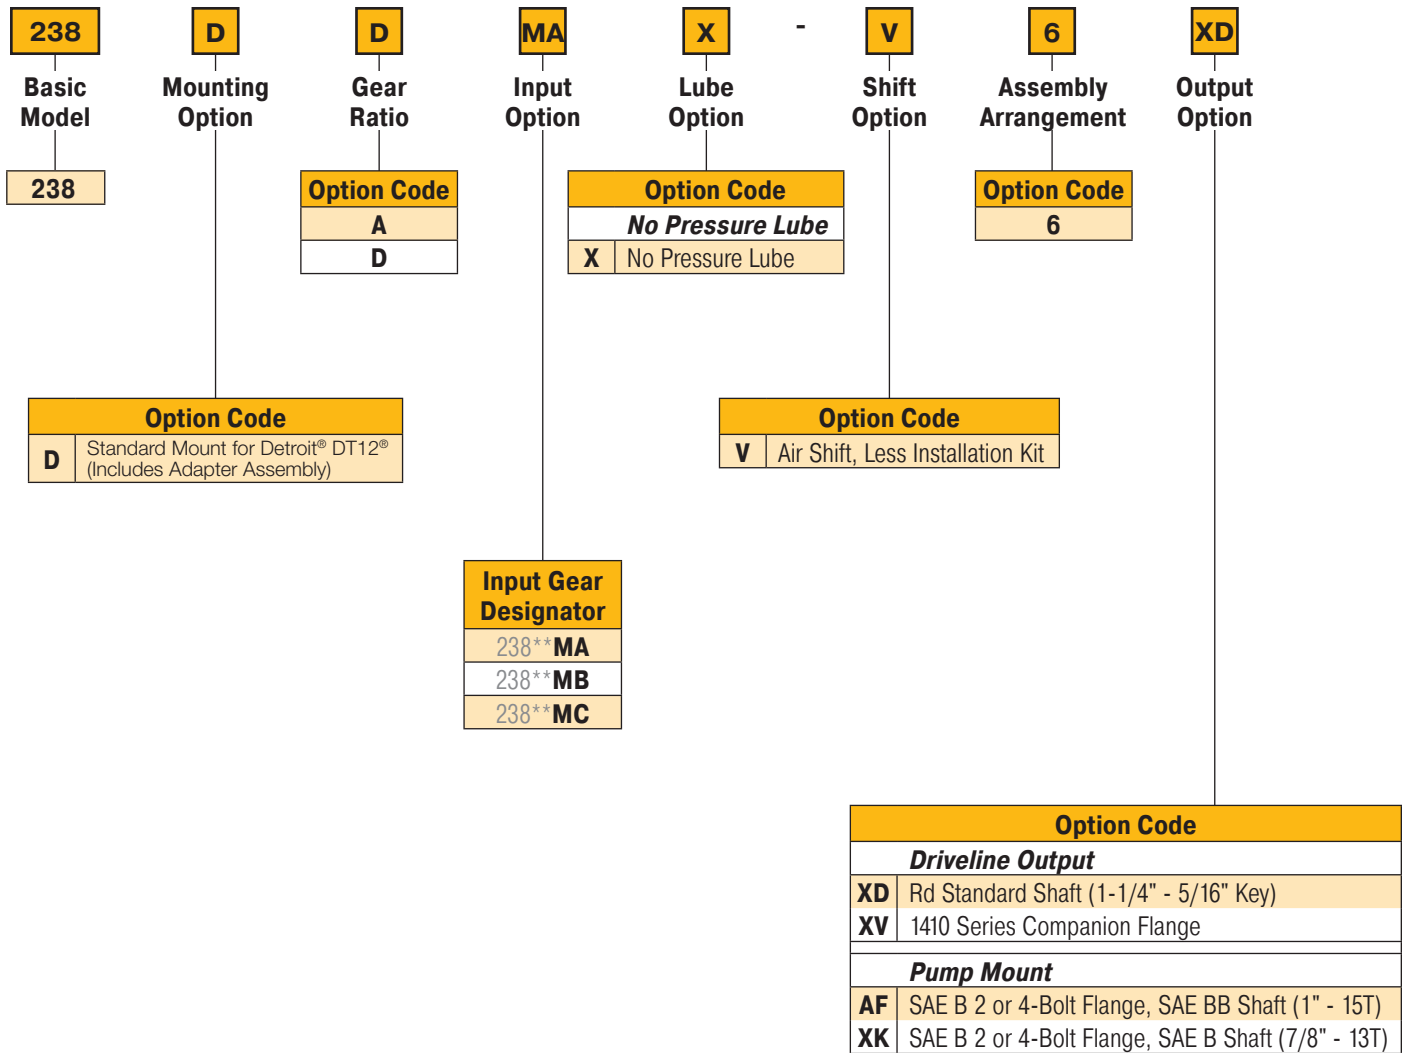 238 D D MA X - V 6 XD
Basic Model
Mounting Option
Gear Ratio
Input Option
Lube Option
Shift Option
Assembly Arrangement
Output Option
238
Option Code
A
D
Option Code
No Pressure Lube
X No Pressure Lube
Option Code
6
Option Code
D Standard Mount for Detroit® DT12®
(Includes Adapter Assembly)
Option Code
V Air Shift, Less Installation Kit
Input Gear
Designator
238**MA
238**MB
238**MC
Option Code
Driveline Output
XD Rd Standard Shaft (1-1/4" - 5/16" Key)
XV 1410 Series Companion Flange
Pump Mount
AF SAE B 2 or 4-Bolt Flange, SAE BB Shaft (1" - 15T)
XK SAE B 2 or 4-Bolt Flange, SAE B Shaft (7/8" - 13T)